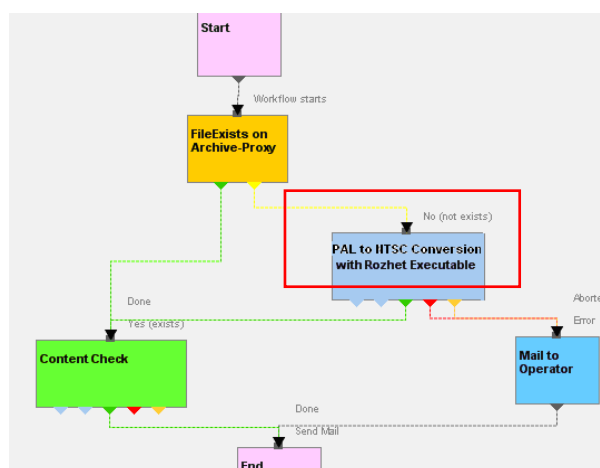 Start
Workflow starts
FileExists on
Archive-Proxy
No (not exists)
PAL to NTSC Conversion
with Rozhet Executable
Done
Yes (exists)
Aborte
Error
Content Check
Mail to
Operator
Done
Send Mail
End